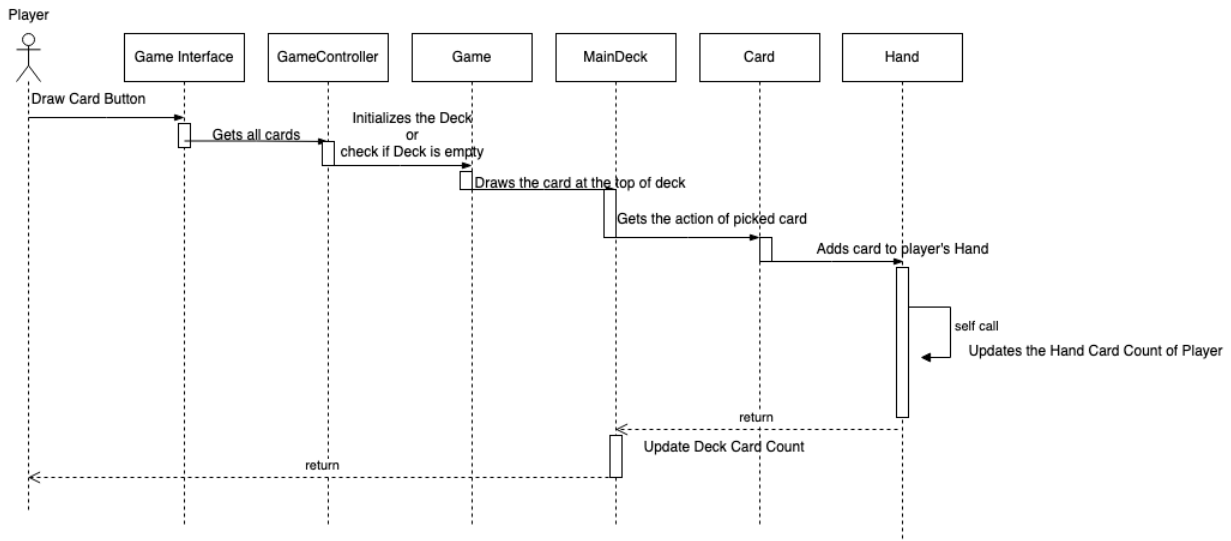 Player
Game Interface
GameController
Game
MainDeck
Card
Hand
Draw Card Button
Gets all cards
Initializes the Deck
or
check if Deck is empty
Draws the card at the top of deck
Gets the action of picked card
Adds card to player's Hand
self call
Updates the Hand Card Count of Player
return
Update Deck Card Count
return